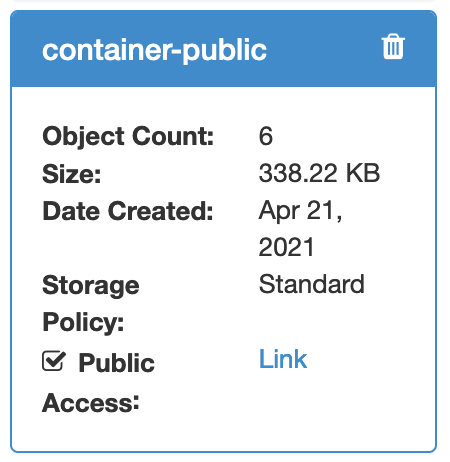 container-public
Object Count: 6
Size: 338.22 KB
Date Created: Apr 21,
2021
Storage Standard
Policy:
Public Link
Access: